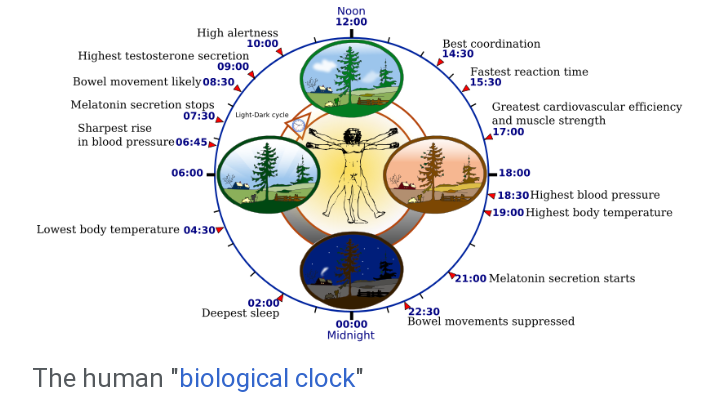 Noon
12:00
High alertness
10:00
Highest testosterone secretion
09:00
Bowel movement likely 08:30
Melatonin secretion stops
07:30
Sharpest rise
in blood pressure 06:45
06:00
Lowest body temperature 04:30
02:00
Deepest sleep
00:00
Midnight
Light-Dark cycle
Best coordination
14:30
Fastest reaction time
15:30
Greatest cardiovascular efficiency
and muscle strength
17:00
18:00
18:30 Highest blood pressure
19:00 Highest body temperature
21:00 Melatonin secretion starts
22:30
Bowel movements suppressed
The human "biological clock"